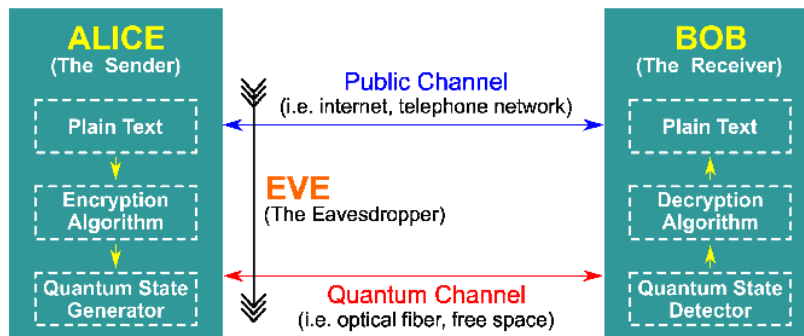 ALICE
(The Sender)
Plain Text
Encryption
Algorithm
Quantum State
Generator
Public Channel
(i.e. internet, telephone network)
EVE
(The Eavesdropper)
Quantum Channel
(i.e. optical fiber, free space)
BOB
(The Receiver)
Plain Text
Decryption
Algorithm
Quantum State
Detector